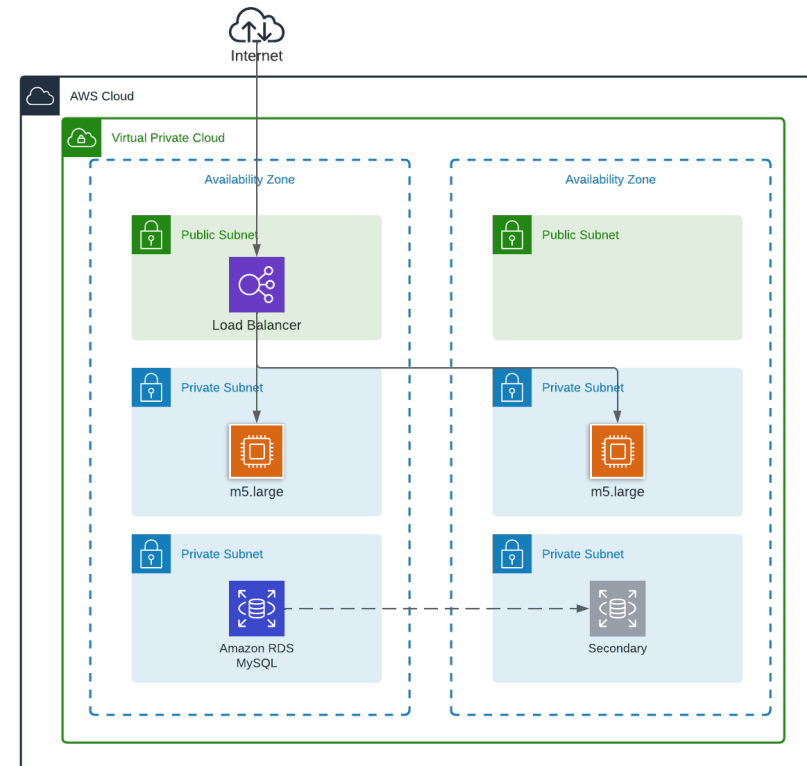 Internet
AWS Cloud
Virtual Private Cloud
Availability Zone
Availability Zone
Public Subnet
Public Subnet
Load Balancer
Private Subnet
Private Subnet
m5.large
m5.large
Private Subnet
Private Subnet
Amazon RDS
MySQL
Secondary